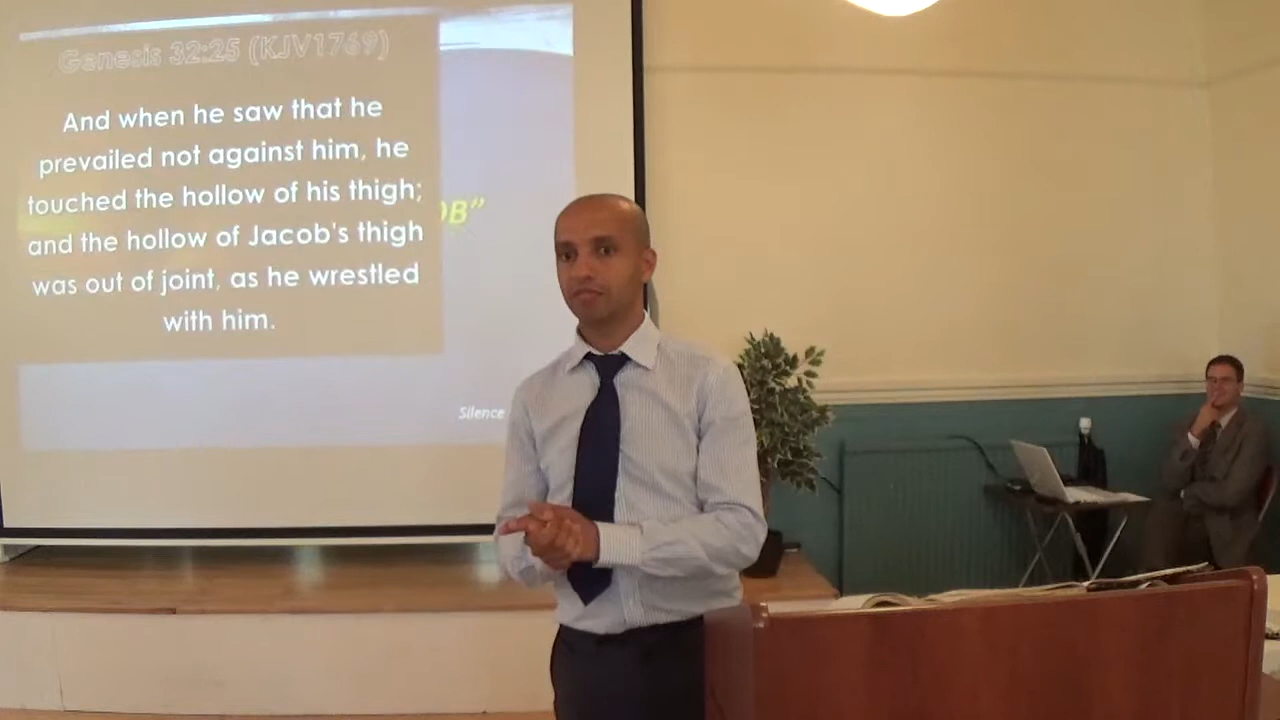 Genesis 32:25 (KJV1769)
And when he saw that he
prevailed not against him, he
touched the hollow of his thigh;
and the hollow of Jacob's thigh
was out of joint, as he wrestled
with him.
OB”
Silence